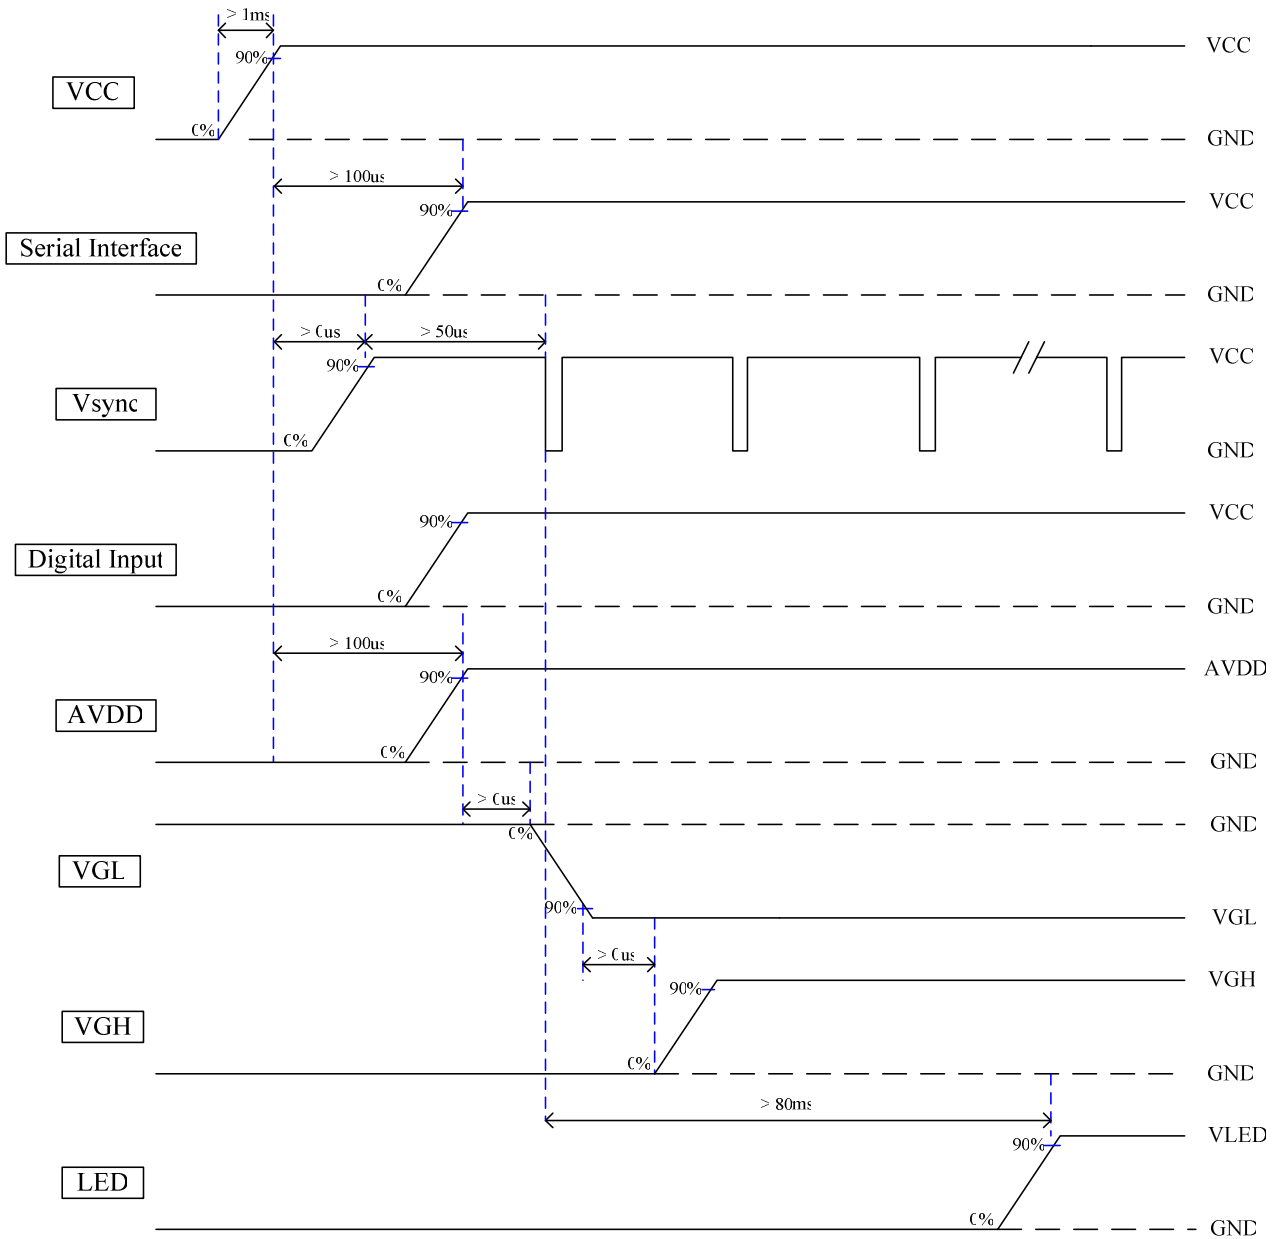 > 1ms
VCC
90%
VCC
0%
GND
> 100us
VCC
90%
Serial Interface
0%
GND
> 0us
> 50us
VCC
90%
Vsync
0%
GND
VCC
90%
Digital Input
0%
GND
> 100us
AVDD
90%
AVDD
0%
GND
> 0us
GND
0%
VGL
90%
VGL
> 0us
VGH
90%
VGH
0%
GND
> 80ms
VLED
90%
LED
0%
GND